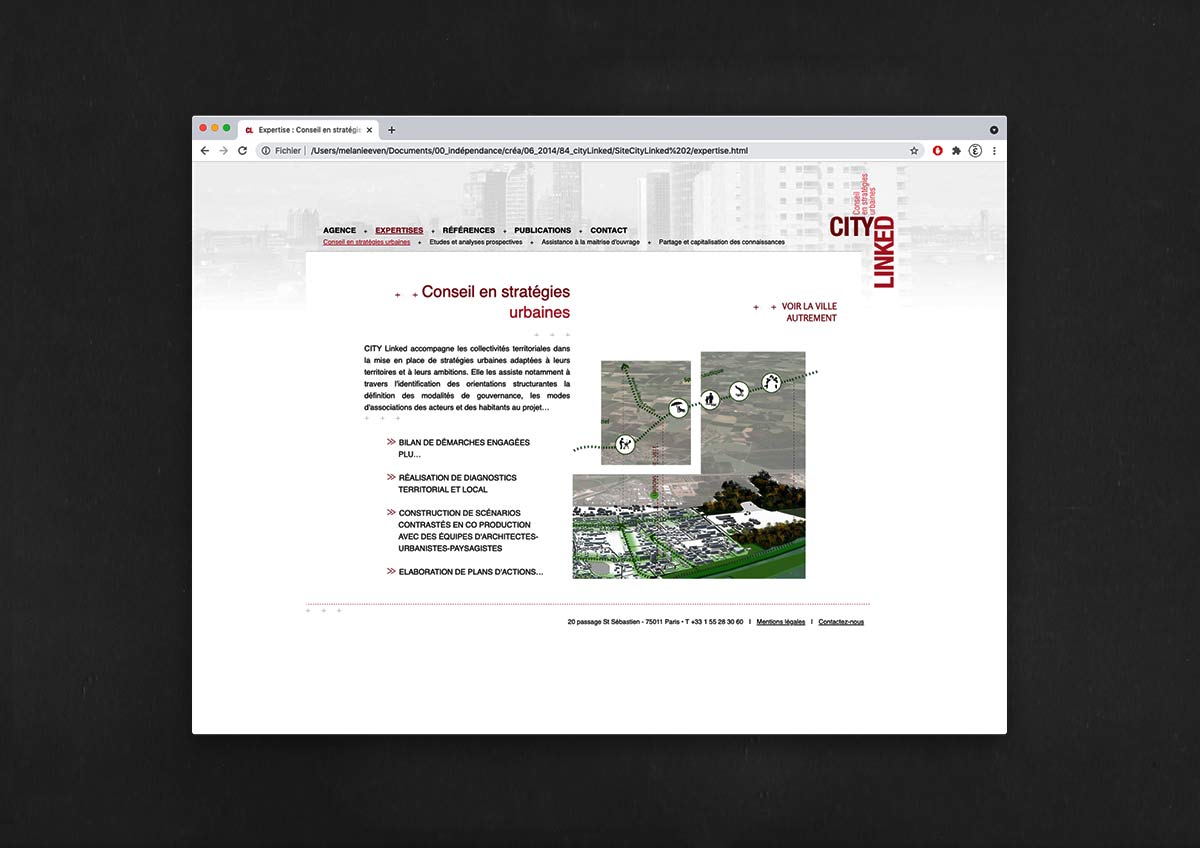 CL Expertise : Conseil en stratégie
Fichier /Users/melanieeven/Documents/00_indépendance/créa/06_2014/84_cityLinked/SiteCityLinked%202/expertise.html
Conseil
en stratégies
urbaines
CITY
LINKED
AGENCE + EXPERTISES + RÉFÉRENCES + PUBLICATIONS + CONTACT
Conseil en stratégies urbaines + Etudes et analyses prospectives + Assistance à la maîtrise d'ouvrage + Partage et capitalisation des connaissances
+ + Conseil en stratégies
urbaines
+ + +
CITY Linked accompagne les collectivités territoriales dans
la mise en place de stratégies urbaines adaptées à leurs
territoires et à leurs ambitions. Elle les assiste notamment à
travers l'identification des orientations structurantes la
définition des modalités de gouvernance, les modes
d'associations des acteurs et des habitants au projet…
+ + +
>> BILAN DE DÉMARCHES ENGAGÉES
PLU…
>> RÉALISATION DE DIAGNOSTICS
TERRITORIAL ET LOCAL
>> CONSTRUCTION DE SCÉNARIOS
CONTRASTÉS EN CO PRODUCTION
AVEC DES ÉQUIPES D'ARCHITECTES-
URBANISTES-PAYSAGISTES
>> ELABORATION DE PLANS D'ACTIONS…
+ + VOIR LA VILLE
AUTREMENT
+ + +
20 passage St Sébastien - 75011 Paris • T +33 1 55 28 30 60 I Mentions légales I Contactez-nous